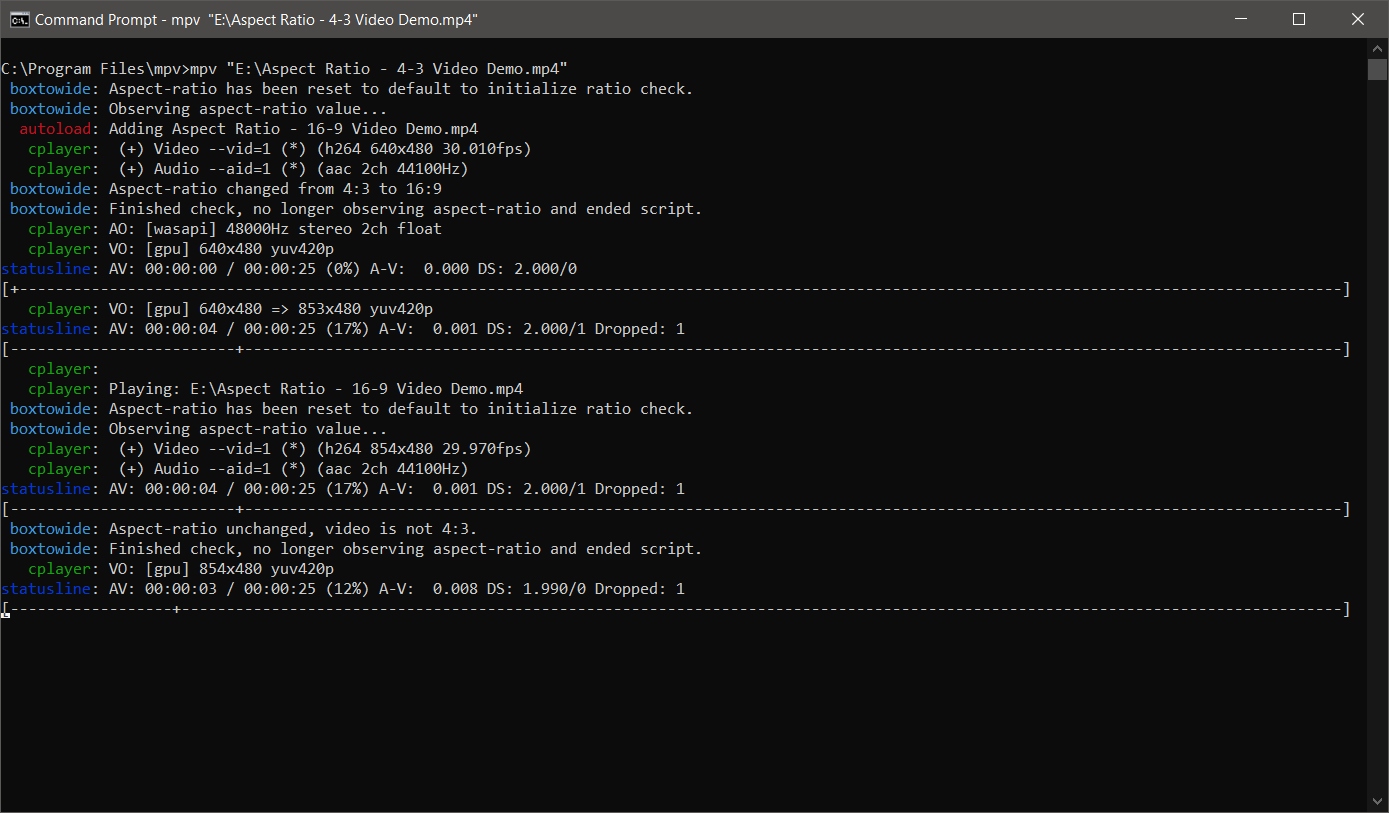 Command Prompt - mpv "E:\Aspect Ratio - 4-3 Video Demo.mp4"
C:\Program Files\mpv>mpv "E:\Aspect Ratio - 4-3 Video Demo.mp4"
boxtowide: Aspect-ratio has been reset to default to initialize ratio check.
boxtowide: Observing aspect-ratio value...
autoload: Adding Aspect Ratio - 16-9 Video Demo.mp4
cplayer:  (+) Video --vid=1 (*) (h264 640x480 30.010fps)
cplayer:  (+) Audio --aid=1 (*) (aac 2ch 44100Hz)
boxtowide: Aspect-ratio changed from 4:3 to 16:9
boxtowide: Finished check, no longer observing aspect-ratio and ended script.
cplayer: AO: [wasapi] 48000Hz stereo 2ch float
cplayer: VO: [gpu] 640x480 yuv420p
statusline: AV: 00:00:00 / 00:00:25 (0%) A-V:  0.000 DS: 2.000/0
[+----------------------------------------------------------------------------------------------------------------------------------------------------]
cplayer: VO: [gpu] 640x480 => 853x480 yuv420p
statusline: AV: 00:00:04 / 00:00:25 (17%) A-V:  0.001 DS: 2.000/1 Dropped: 1
[-------------------------+---------------------------------------------------------------------------------------------------------------------------]
cplayer:
cplayer: Playing: E:\Aspect Ratio - 16-9 Video Demo.mp4
boxtowide: Aspect-ratio has been reset to default to initialize ratio check.
boxtowide: Observing aspect-ratio value...
cplayer:  (+) Video --vid=1 (*) (h264 854x480 29.970fps)
cplayer:  (+) Audio --aid=1 (*) (aac 2ch 44100Hz)
statusline: AV: 00:00:04 / 00:00:25 (17%) A-V:  0.001 DS: 2.000/1 Dropped: 1
[-------------------------+---------------------------------------------------------------------------------------------------------------------------]
boxtowide: Aspect-ratio unchanged, video is not 4:3.
boxtowide: Finished check, no longer observing aspect-ratio and ended script.
cplayer: VO: [gpu] 854x480 yuv420p
statusline: AV: 00:00:03 / 00:00:25 (12%) A-V:  0.008 DS: 1.990/0 Dropped: 1
[------------------+----------------------------------------------------------------------------------------------------------------------------------]